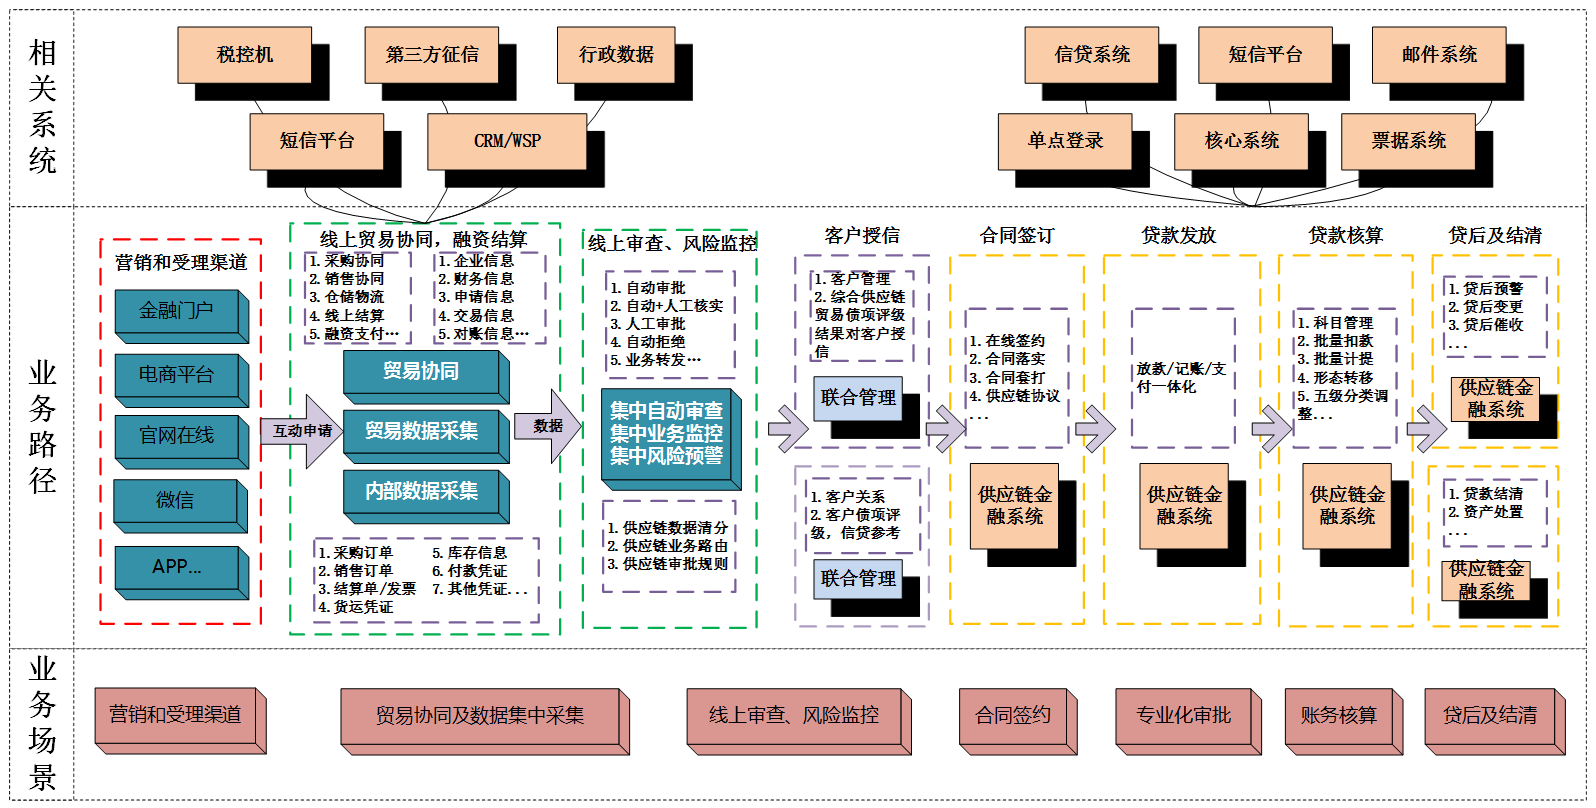 相关系统
税控机
第三方征信
行政数据
短信平台
CRM/WSP
信贷系统
短信平台
邮件系统
单点登录
核心系统
票据系统
业务路径
营销和受理渠道
金融门户
电商平台
官网在线
微信
APP...
互动申请
线上贸易协同，融资结算
1. 采购协同
2. 销售协同
3. 仓储物流
4. 线上结算
5. 融资支付…
1. 企业信息
2. 财务信息
3. 申请信息
4. 交易信息
5. 对账信息…
贸易协同
贸易数据采集
内部数据采集
1. 采购订单
2. 销售订单
3. 结算单/发票
4. 货运凭证
5. 库存信息
6. 付款凭证
7. 其他凭证...
数据
线上审查、风险监控
1. 自动审批
2. 自动+人工核实
3. 人工审批
4. 自动拒绝
5. 业务转发…
集中自动审查
集中业务监控
集中风险预警
1. 供应链数据清分
2. 供应链业务路由
3. 供应链审批规则
客户授信
1. 客户管理
2. 综合供应链
贸易债项评级
结果对客户授
信
联合管理
1. 客户关系
2. 客户债项评
级，信贷参考
联合管理
合同签订
1. 在线签约
2. 合同落实
3. 合同套打
4. 供应链协议
...
供应链金
融系统
贷款发放
放款/记账/支
付一体化
供应链金
融系统
贷款核算
1. 科目管理
2. 批量扣款
3. 批量计提
4. 形态转移
5. 五级分类调
整...
供应链金
融系统
贷后及结清
1. 贷后预警
2. 贷后变更
3. 贷后催收
...
供应链金
融系统
1. 贷款结清
2. 资产处置
...
供应链金
融系统
业务场景
营销和受理渠道
贸易协同及数据集中采集
线上审查、风险监控
合同签约
专业化审批
账务核算
贷后及结清